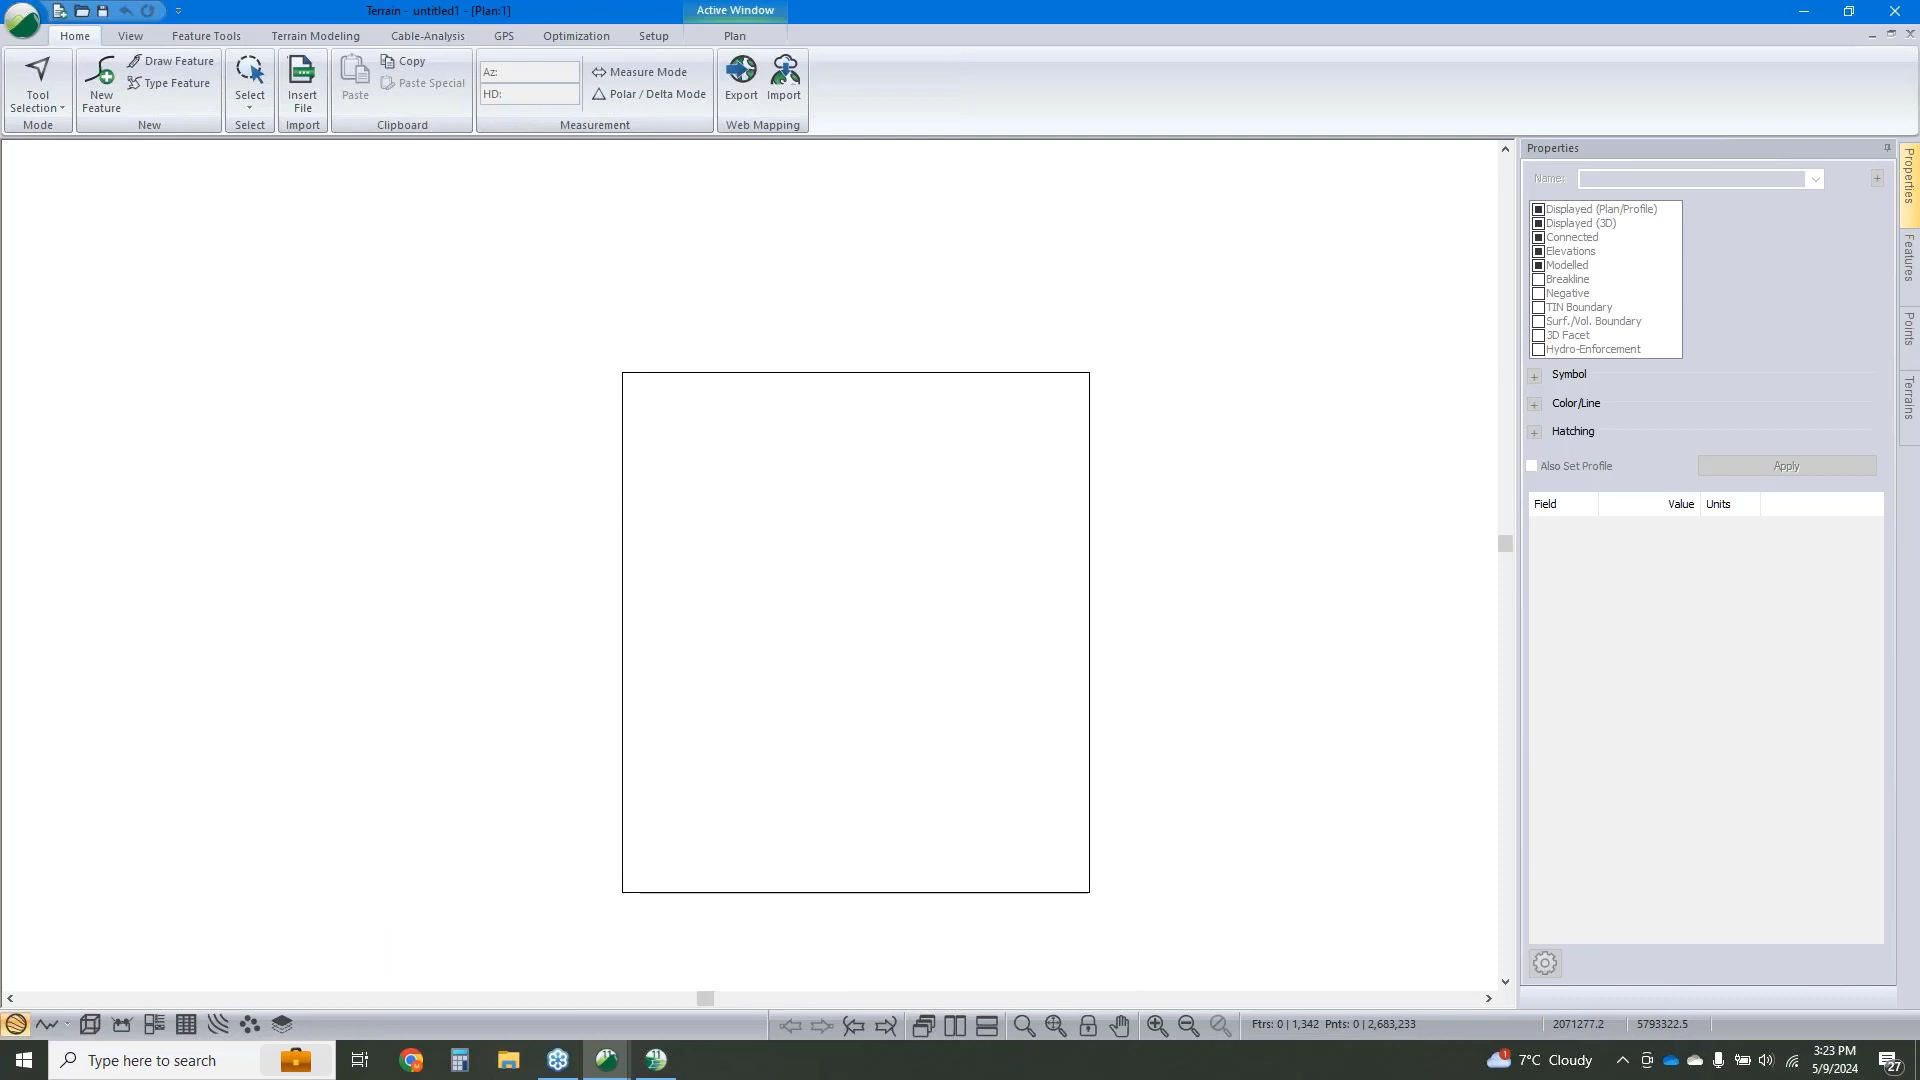 Terrain - untitled1 - [Plan:1]
Active Window
Home View Feature Tools Terrain Modeling Cable-Analysis GPS Optimization Setup Plan
Tool Selection
Mode
New Feature
Draw Feature
Type Feature
New
Select
Select
Insert File
Import
Paste
Copy
Paste Special
Clipboard
Az:
HD:
Measure Mode
Polar / Delta Mode
Measurement
Export
Import
Web Mapping
Properties
Name:
Displayed (Plan/Profile)
Displayed (3D)
Connected
Elevations
Modelled
Breakline
Negative
TIN Boundary
Surf./Vol. Boundary
3D Facet
Hydro-Enforcement
Symbol
Color/Line
Hatching
Also Set Profile
Apply
Field Value Units
Properties
Features
Points
Terrains
Ftrs: 0 | 1,342 Pnts: 0 | 2,683,233
2071277.2
5793322.5
Type here to search
1
7°C Cloudy
3:23 PM
5/9/2024
27